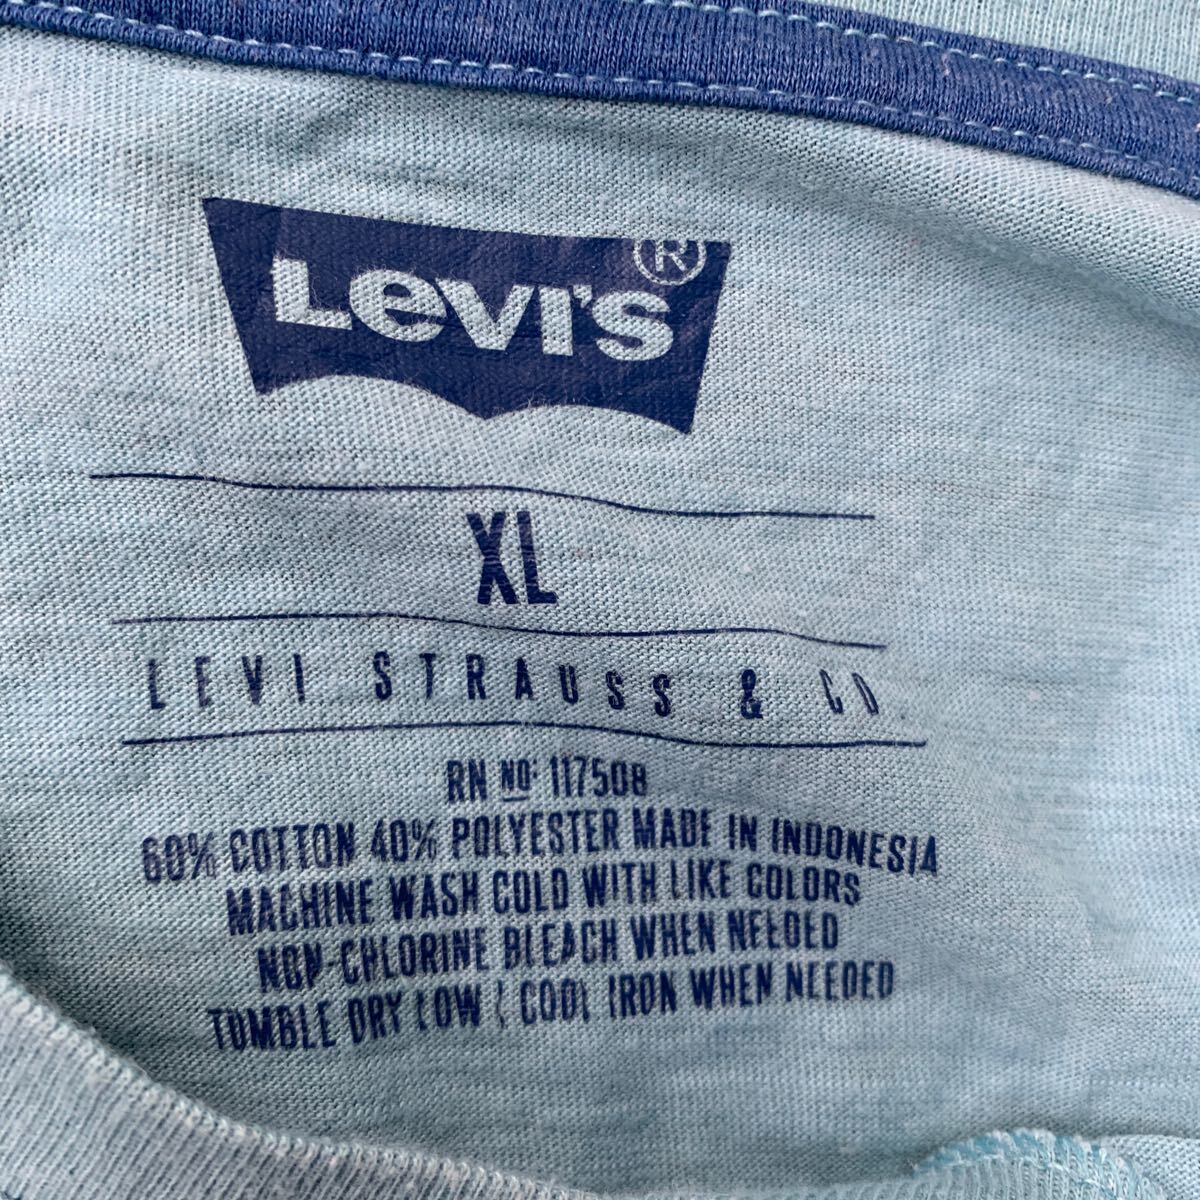 Levi's®
XL
LEVI STRAUSS & CO
RN No: 117508
60% COTTON 40% POLYESTER MADE IN INDONESIA
MACHINE WASH COLD WITH LIKE COLORS
NON-CHLORINE BLEACH WHEN NEEDED
TUMBLE DRY LOW / COOL IRON WHEN NEEDED